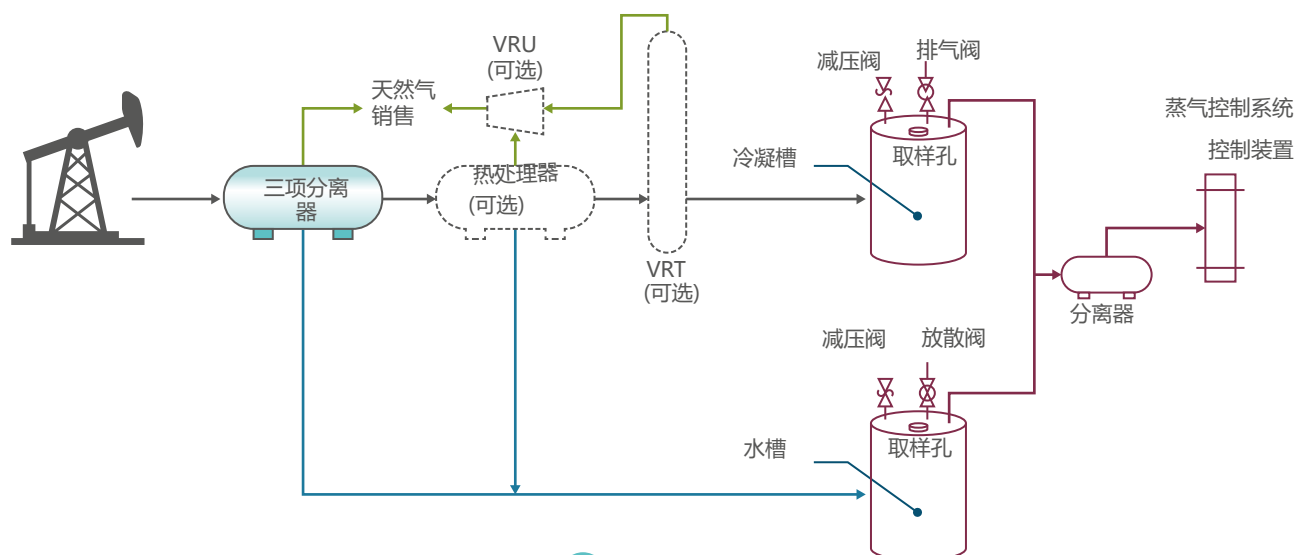 VRU
(可选)
天然气
销售
减压阀
排气阀
蒸气控制系统
控制装置
冷凝槽
取样孔
三项分离
器
热处理器
(可选)
VRT
(可选)
分离器
减压阀
放散阀
水槽
取样孔